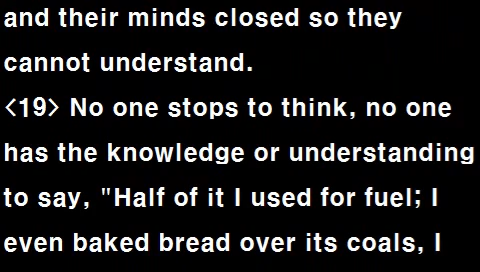 and their minds closed so they
cannot understand.
<19> No one stops to think, no one
has the knowledge or understanding
to say, "Half of it I used for fuel; I
even baked bread over its coals, I